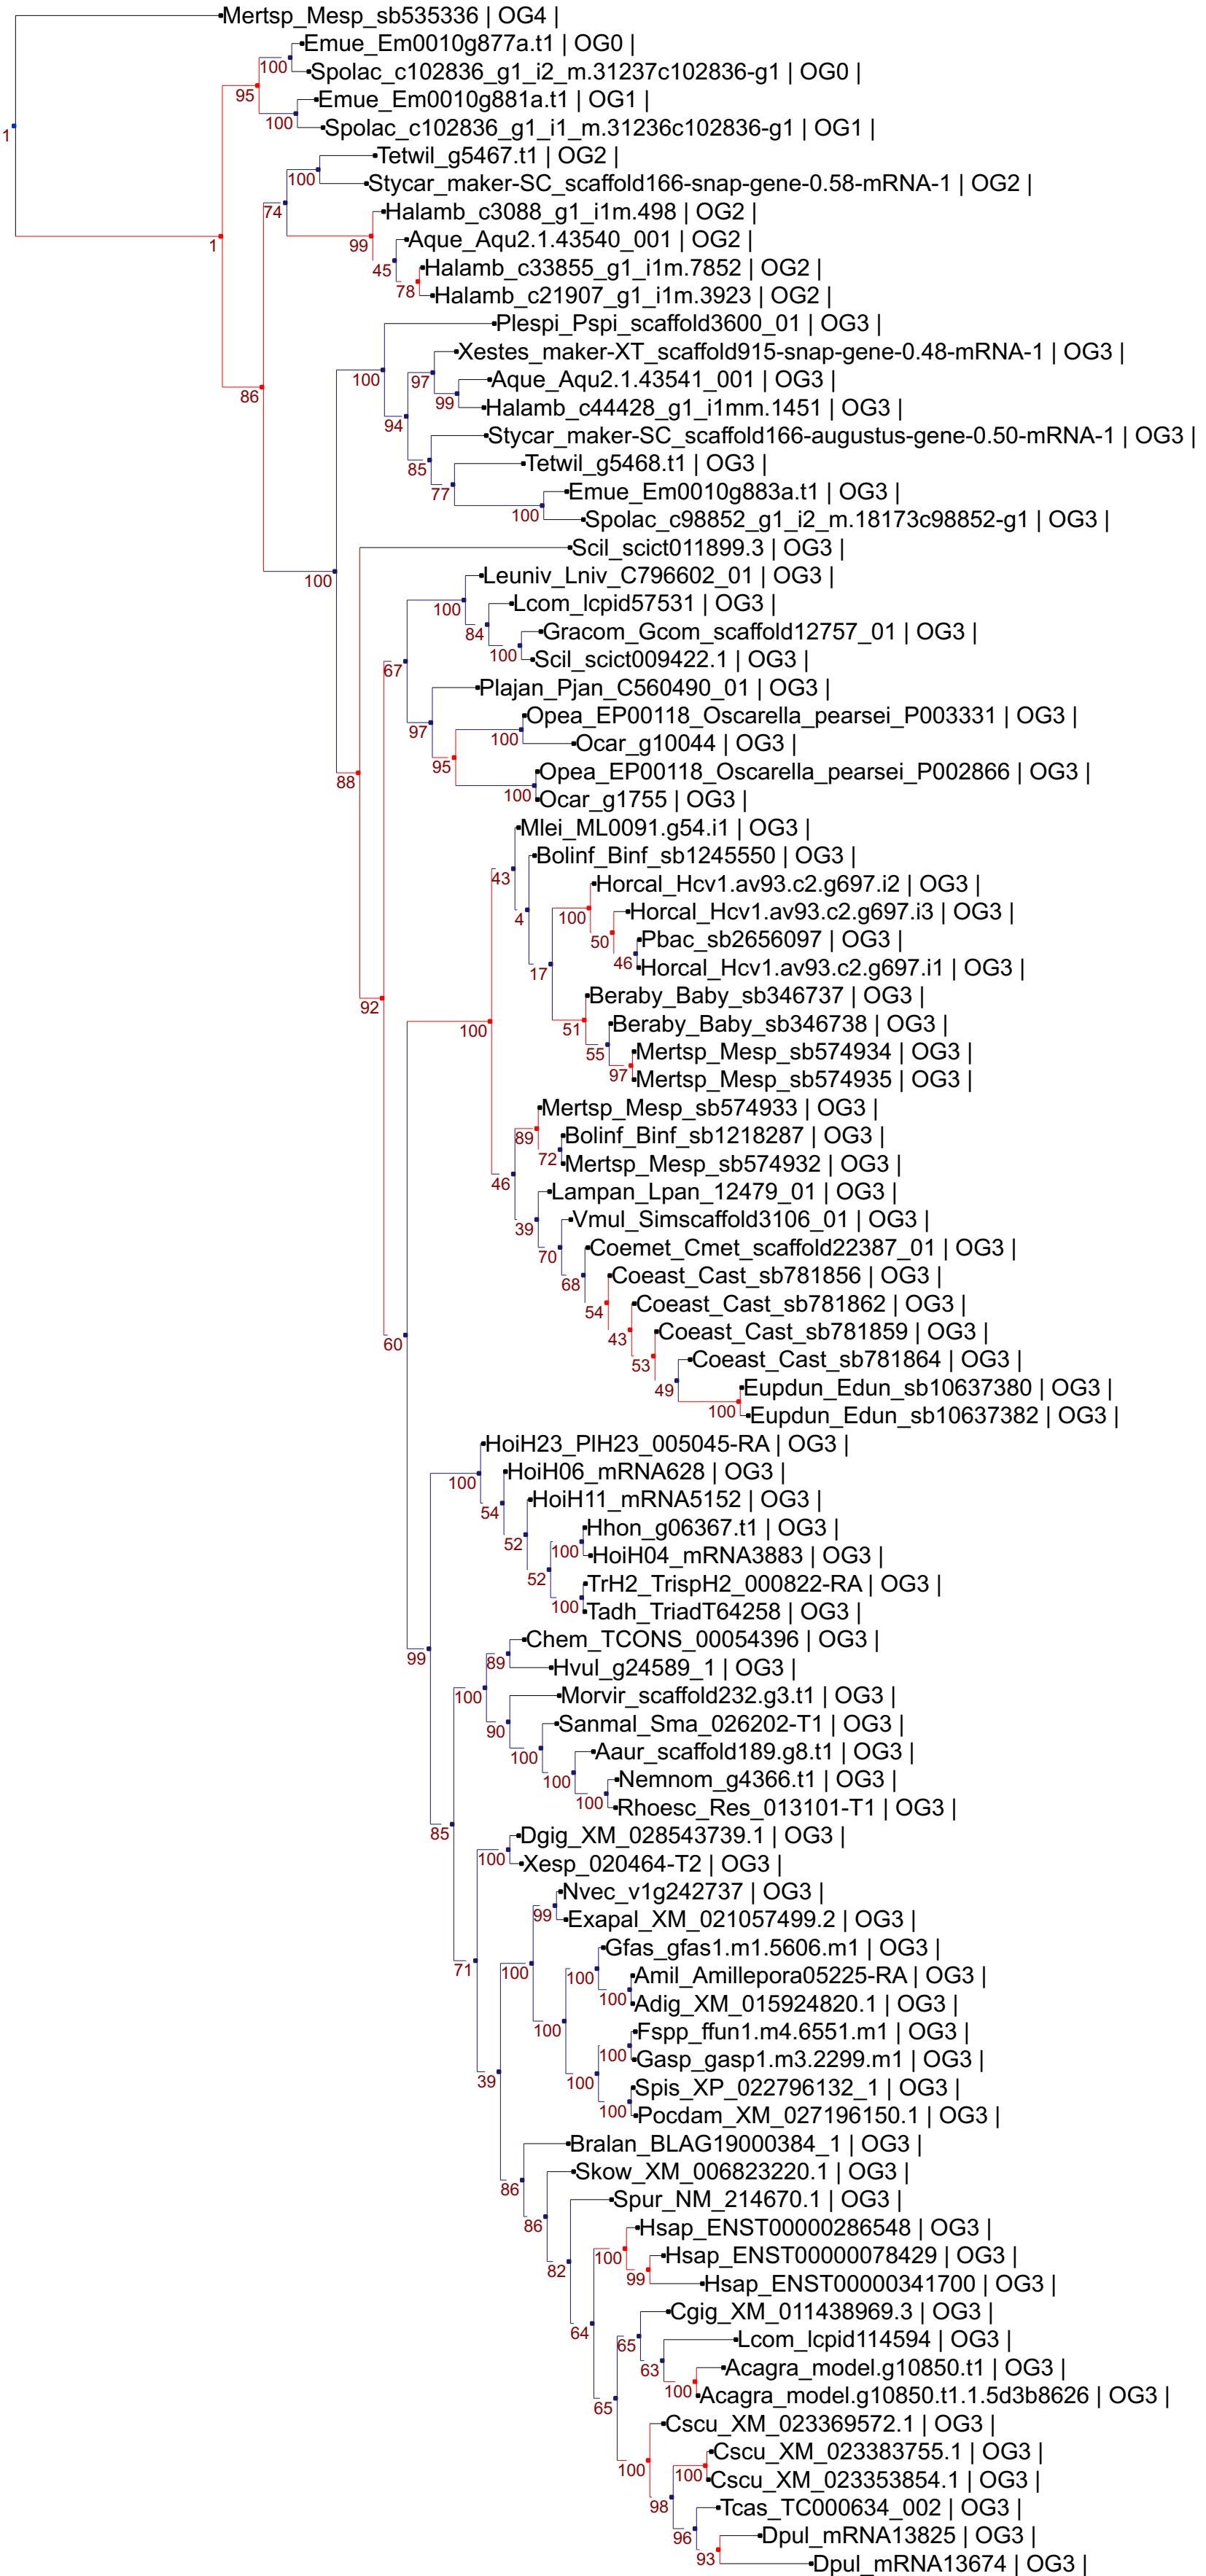 Mertsp_Mesp_sb535336 | OG4 |
Emue_Em0010g877a.t1 | OG0 |
100
Spolac_c102836_g1_i2_m.31237c102836-g1 | OG0 |
95
Emue_Em0010g881a.t1 | OG1 |
100
Spolac_c102836_g1_i1_m.31236c102836-g1 | OG1 |
1
Tetwil_g5467.t1 | OG2 |
100
Stycar_maker-SC_scaffold166-snap-gene-0.58-mRNA-1 | OG2 |
74
Halamb_c3088_g1_i1m.498 | OG2 |
1
99
Aque_Aqu2.1.43540_001 | OG2 |
45
Halamb_c33855_g1_i1m.7852 | OG2 |
78
Halamb_c21907_g1_i1m.3923 | OG2 |
Plespi_Pspi_scaffold3600_01 | OG3 |
Xestes_maker-XT_scaffold915-snap-gene-0.48-mRNA-1 | OG3 |
100
97
Aque_Aqu2.1.43541_001 | OG3 |
86
99
Halamb_c44428_g1_i1mm.1451 | OG3 |
94
Stycar_maker-SC_scaffold166-augustus-gene-0.50-mRNA-1 | OG3 |
85
Tetwil_g5468.t1 | OG3 |
77
Emue_Em0010g883a.t1 | OG3 |
100
Spolac_c98852_g1_i2_m.18173c98852-g1 | OG3 |
Scil_scict011899.3 | OG3 |
100
Leuniv_Lniv_C796602_01 | OG3 |
100
Lcom_lcpid57531 | OG3 |
84
Gracom_Gcom_scaffold12757_01 | OG3 |
100
Scil_scict009422.1 | OG3 |
67
Plajan_Pjan_C560490_01 | OG3 |
97
Opea_EP00118_Oscarella_pearsei_P003331 | OG3 |
100
Ocar_g10044 | OG3 |
95
Opea_EP00118_Oscarella_pearsei_P002866 | OG3 |
88
100
Ocar_g1755 | OG3 |
Mlei_ML0091.g54.i1 | OG3 |
Bolinf_Binf_sb1245550 | OG3 |
43
Horcal_Hcv1.av93.c2.g697.i2 | OG3 |
4
100
Horcal_Hcv1.av93.c2.g697.i3 | OG3 |
50
Pbac_sb2656097 | OG3 |
46
17
Horcal_Hcv1.av93.c2.g697.i1 | OG3 |
Beraby_Baby_sb346737 | OG3 |
92
100
51
Beraby_Baby_sb346738 | OG3 |
55
Mertsp_Mesp_sb574934 | OG3 |
97
Mertsp_Mesp_sb574935 | OG3 |
Mertsp_Mesp_sb574933 | OG3 |
89
Bolinf_Binf_sb1218287 | OG3 |
72
Mertsp_Mesp_sb574932 | OG3 |
46
Lampan_Lpan_12479_01 | OG3 |
39
Vmul_Simscaffold3106_01 | OG3 |
70
Coemet_Cmet_scaffold22387_01 | OG3 |
68
Coeast_Cast_sb781856 | OG3 |
54
Coeast_Cast_sb781862 | OG3 |
43
Coeast_Cast_sb781859 | OG3 |
60
53
Coeast_Cast_sb781864 | OG3 |
49
Eupdun_Edun_sb10637380 | OG3 |
100
Eupdun_Edun_sb10637382 | OG3 |
HoiH23_PlH23_005045-RA | OG3 |
100
HoiH06_mRNA628 | OG3 |
54
HoiH11_mRNA5152 | OG3 |
52
Hhon_g06367.t1 | OG3 |
100
HoiH04_mRNA3883 | OG3 |
52
TrH2_TrispH2_000822-RA | OG3 |
100
Tadh_TriadT64258 | OG3 |
99
Chem_TCONS_00054396 | OG3 |
89
Hvul_g24589_1 | OG3 |
100
Morvir_scaffold232.g3.t1 | OG3 |
90
Sanmal_Sma_026202-T1 | OG3 |
100
Aaur_scaffold189.g8.t1 | OG3 |
100
Nemnom_g4366.t1 | OG3 |
100
Rhoesc_Res_013101-T1 | OG3 |
85
Dgig_XM_028543739.1 | OG3 |
100
Xesp_020464-T2 | OG3 |
Nvec_v1g242737 | OG3 |
99
Exapal_XM_021057499.2 | OG3 |
71
100
Gfas_gfas1.m1.5606.m1 | OG3 |
100
Amil_Amillepora05225-RA | OG3 |
100
Adig_XM_015924820.1 | OG3 |
100
Fspp_ffun1.m4.6551.m1 | OG3 |
100
Gasp_gasp1.m3.2299.m1 | OG3 |
39
100
Spis_XP_022796132_1 | OG3 |
100
Pocdam_XM_027196150.1 | OG3 |
Bralan_BLAG19000384_1 | OG3 |
86
Skow_XM_006823220.1 | OG3 |
86
Spur_NM_214670.1 | OG3 |
Hsap_ENST00000286548 | OG3 |
82
100
Hsap_ENST00000078429 | OG3 |
99
Hsap_ENST00000341700 | OG3 |
64
Cgig_XM_011438969.3 | OG3 |
65
Lcom_lcpid114594 | OG3 |
63
Acagra_model.g10850.t1 | OG3 |
100
Acagra_model.g10850.t1.1.5d3b8626 | OG3 |
65
Cscu_XM_023369572.1 | OG3 |
100
Cscu_XM_023383755.1 | OG3 |
100
Cscu_XM_023353854.1 | OG3 |
98
Tcas_TC000634_002 | OG3 |
96
Dpul_mRNA13825 | OG3 |
93
Dpul_mRNA13674 | OG3 |